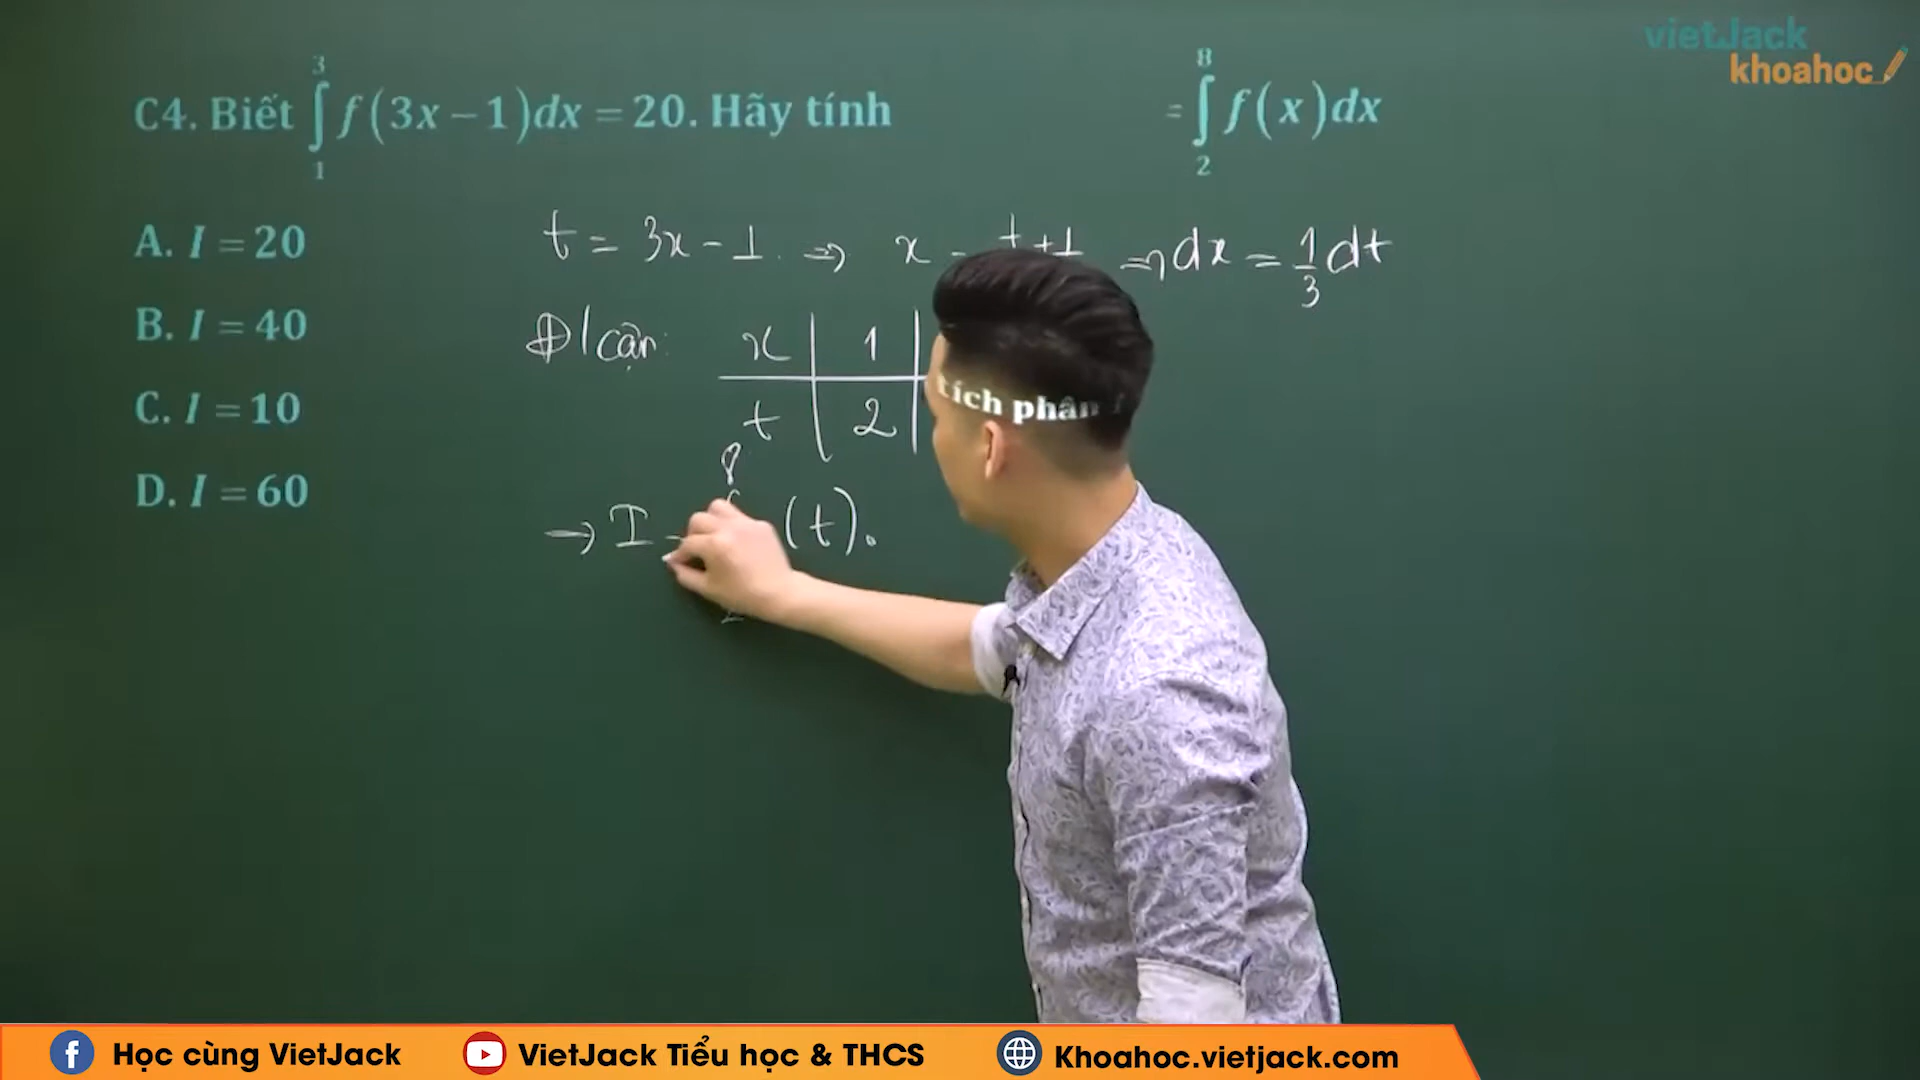 vietJack
khoahoc
C4. Biết ∫₁³ f(3x − 1)dx = 20. Hãy tính tích phân = ∫₂⁸ f(x)dx
A. I = 20
B. I = 40
C. I = 10
D. I = 60
t = 3x - 1. ⇒ x = t+1 ⇒ dx = 1/3 dt
Đ/cận: x | 1 |
t | 2 |
8
→ I (t).
Học cùng VietJack
VietJack Tiểu học & THCS
Khoahoc.vietjack.com